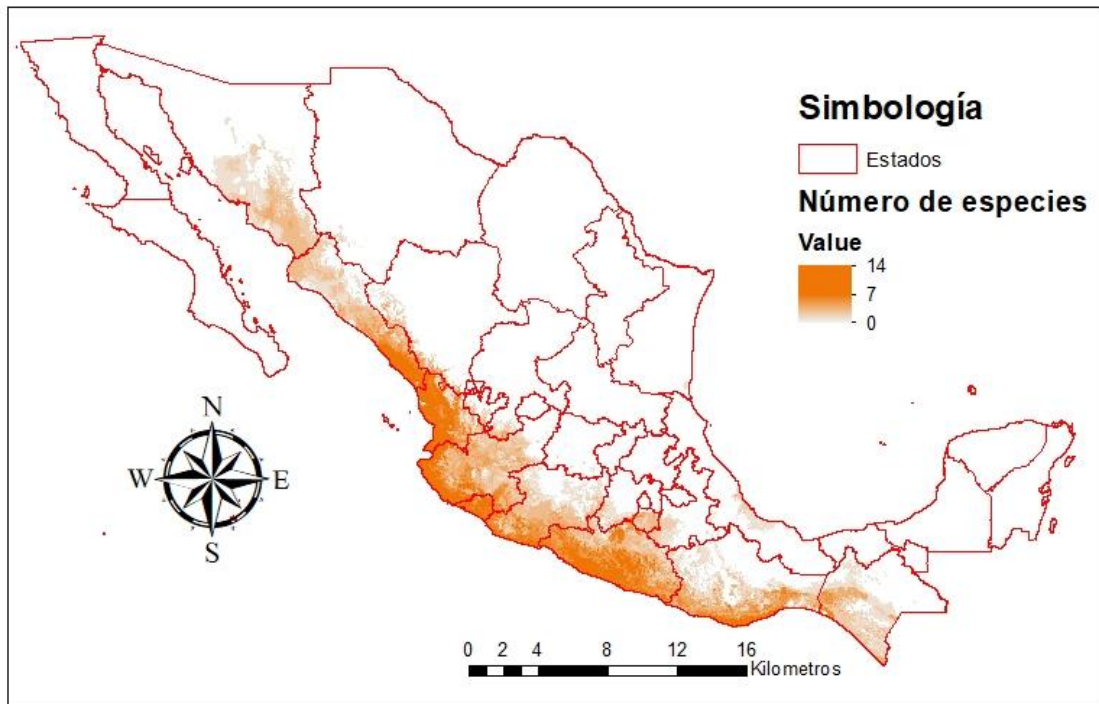 Simbología
Estados
Número de especies
Value
14
7
0
N
W E
S
0 2 4 8 12 16
Kilometros